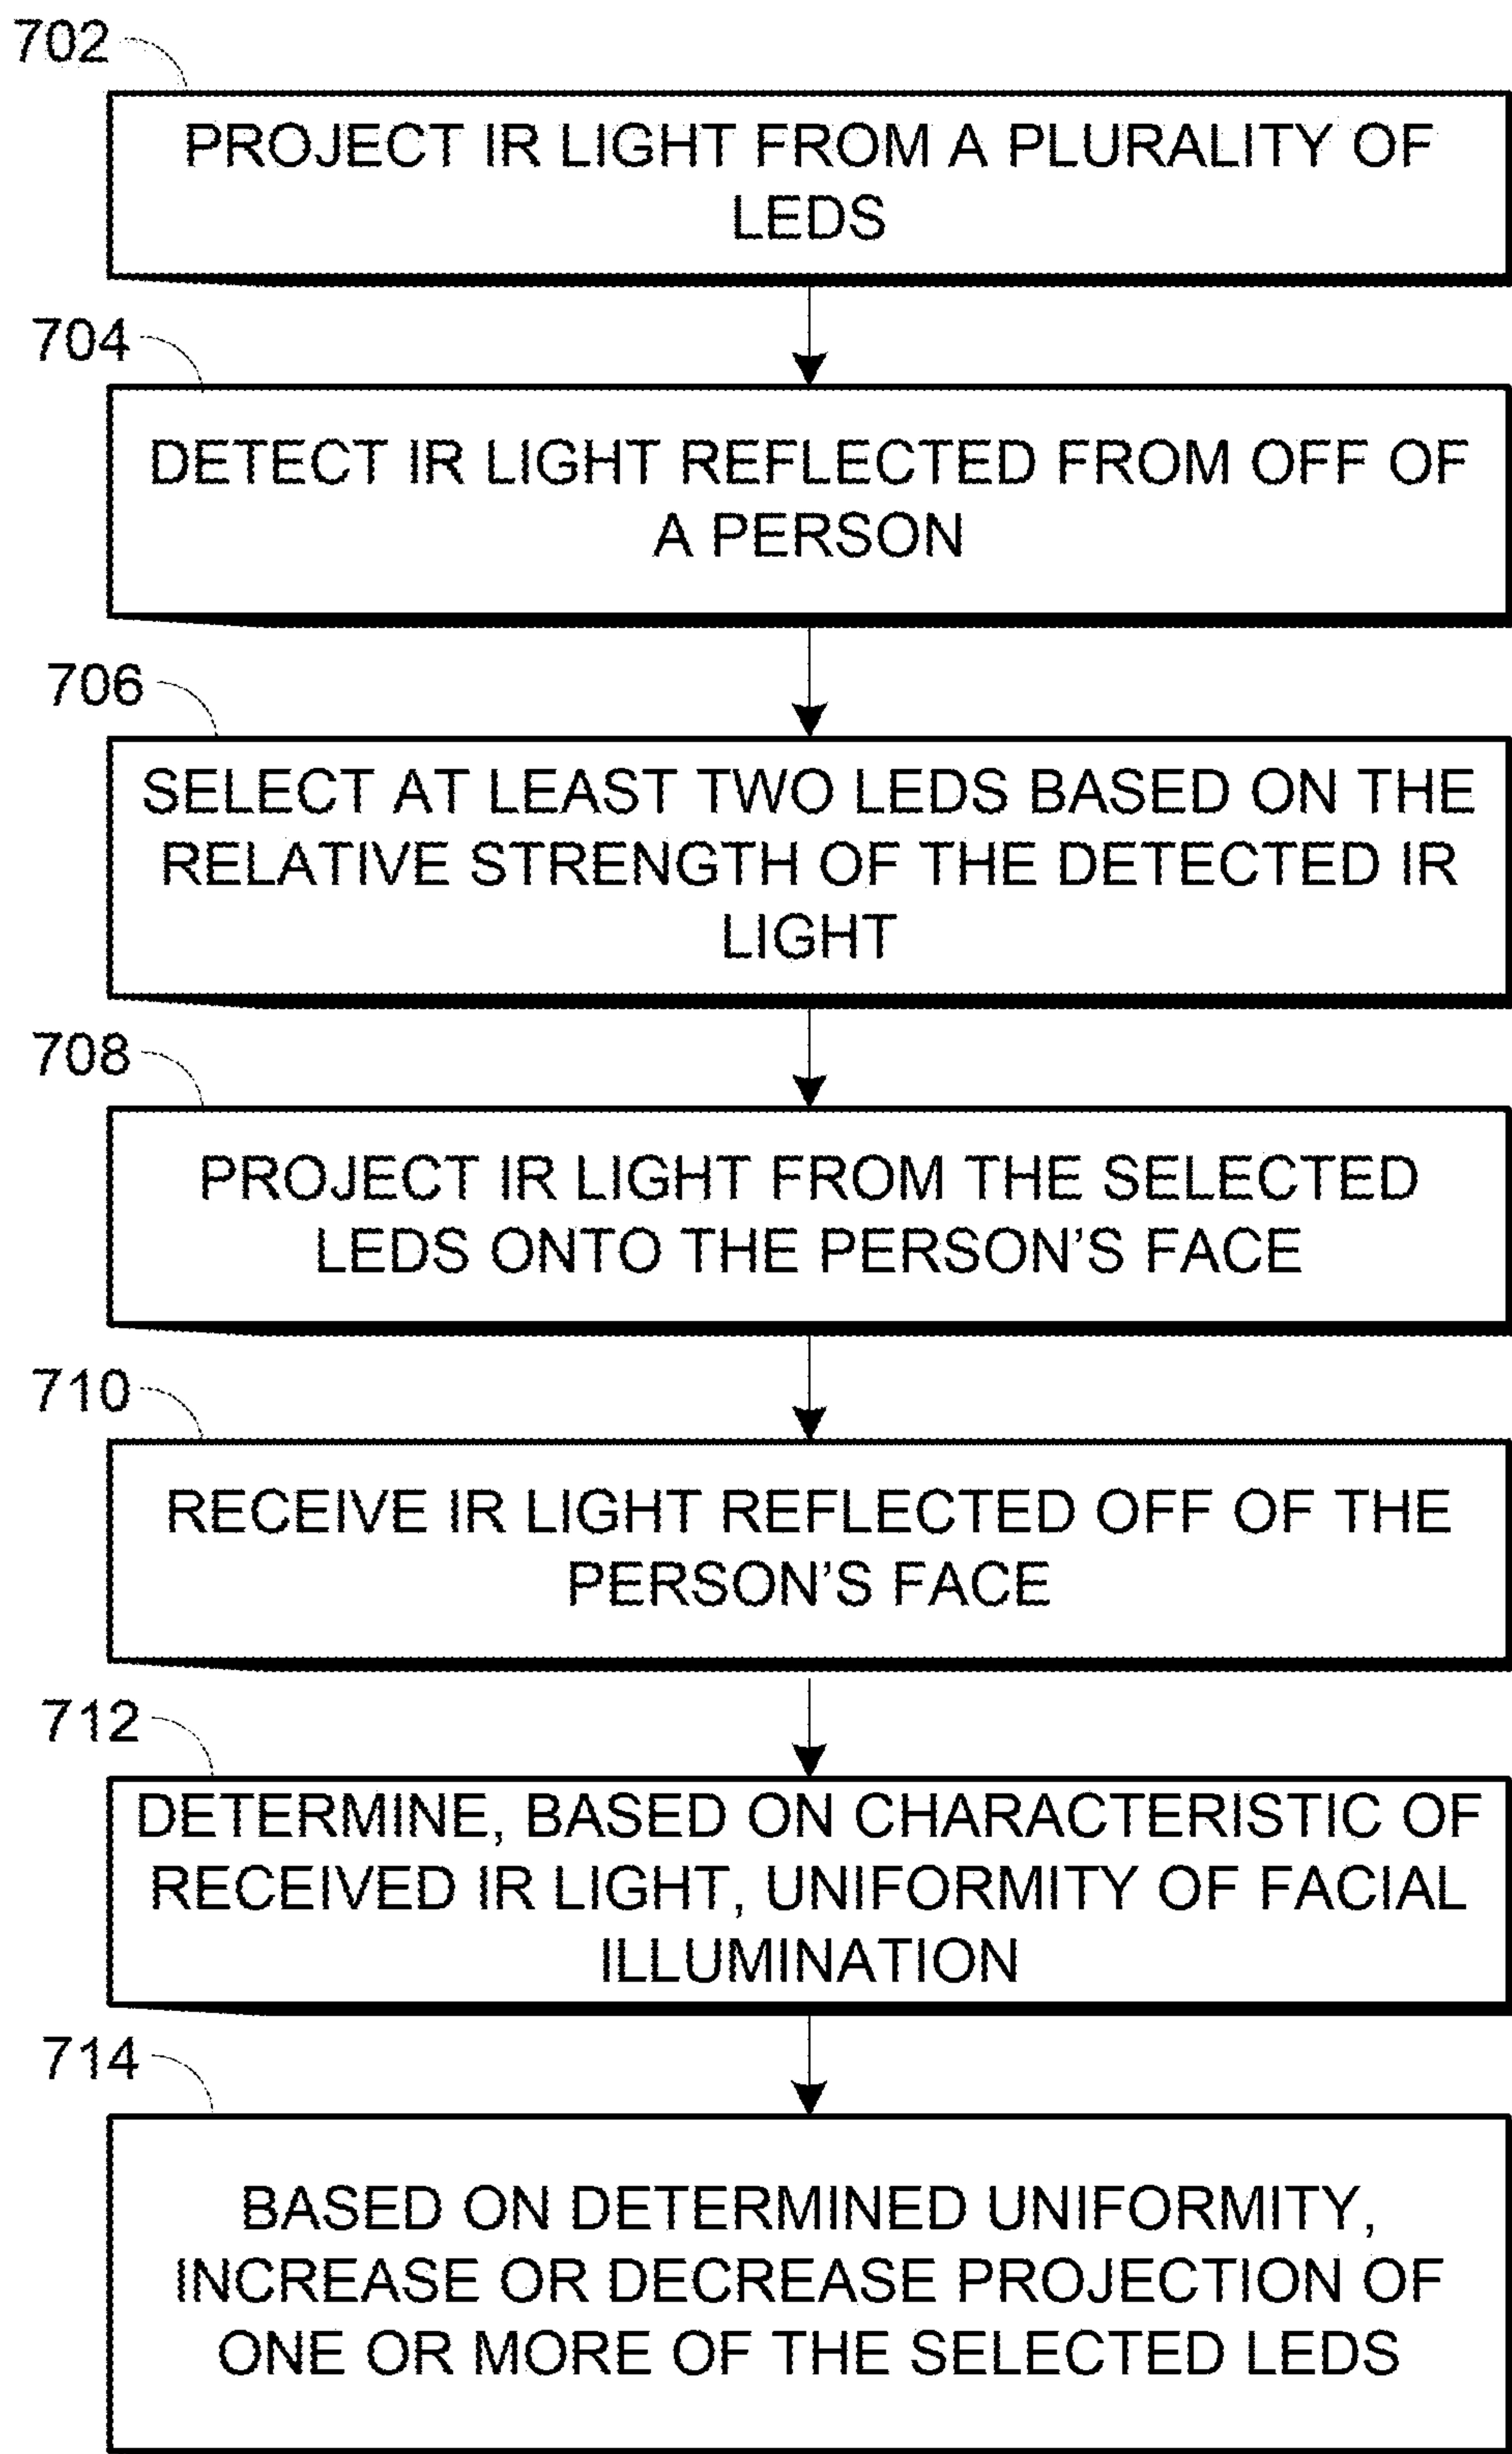 702
PROJECT IR LIGHT FROM A PLURALITY OF
LEDS
704
DETECT IR LIGHT REFLECTED FROM OFF OF
A PERSON
706
SELECT AT LEAST TWO LEDS BASED ON THE
RELATIVE STRENGTH OF THE DETECTED IR
LIGHT
708
PROJECT IR LIGHT FROM THE SELECTED
LEDS ONTO THE PERSON’S FACE
710
RECEIVE IR LIGHT REFLECTED OFF OF THE
PERSON’S FACE
712
DETERMINE, BASED ON CHARACTERISTIC OF
RECEIVED IR LIGHT, UNIFORMITY OF FACIAL
ILLUMINATION
714
BASED ON DETERMINED UNIFORMITY,
INCREASE OR DECREASE PROJECTION OF
ONE OR MORE OF THE SELECTED LEDS